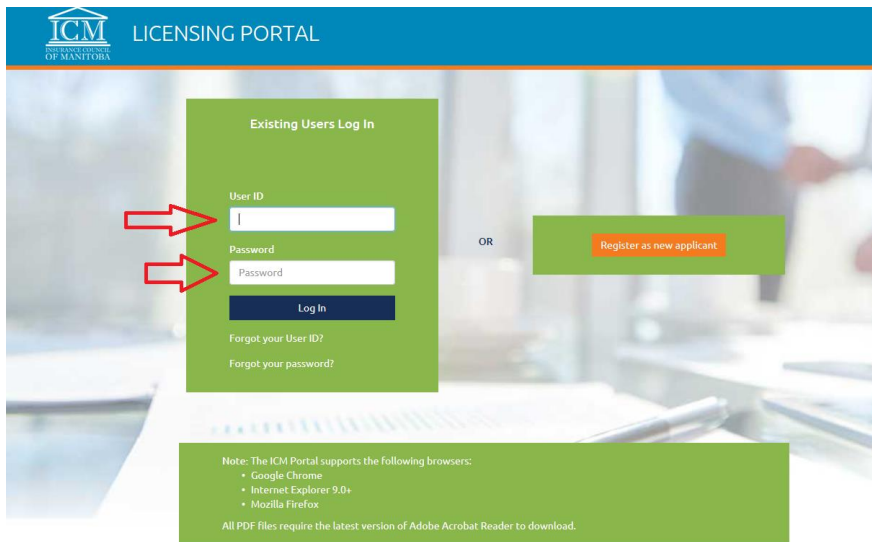 ICM
INSURANCE COUNCIL
OF MANITOBA
LICENSING PORTAL
Existing Users Log In
User ID
Password
Password
Log In
Forgot your User ID?
Forgot your password?
OR
Register as new applicant
Note: The ICM Portal supports the following browsers:
• Google Chrome
• Internet Explorer 9.0+
• Mozilla Firefox
All PDF files require the latest version of Adobe Acrobat Reader to download.